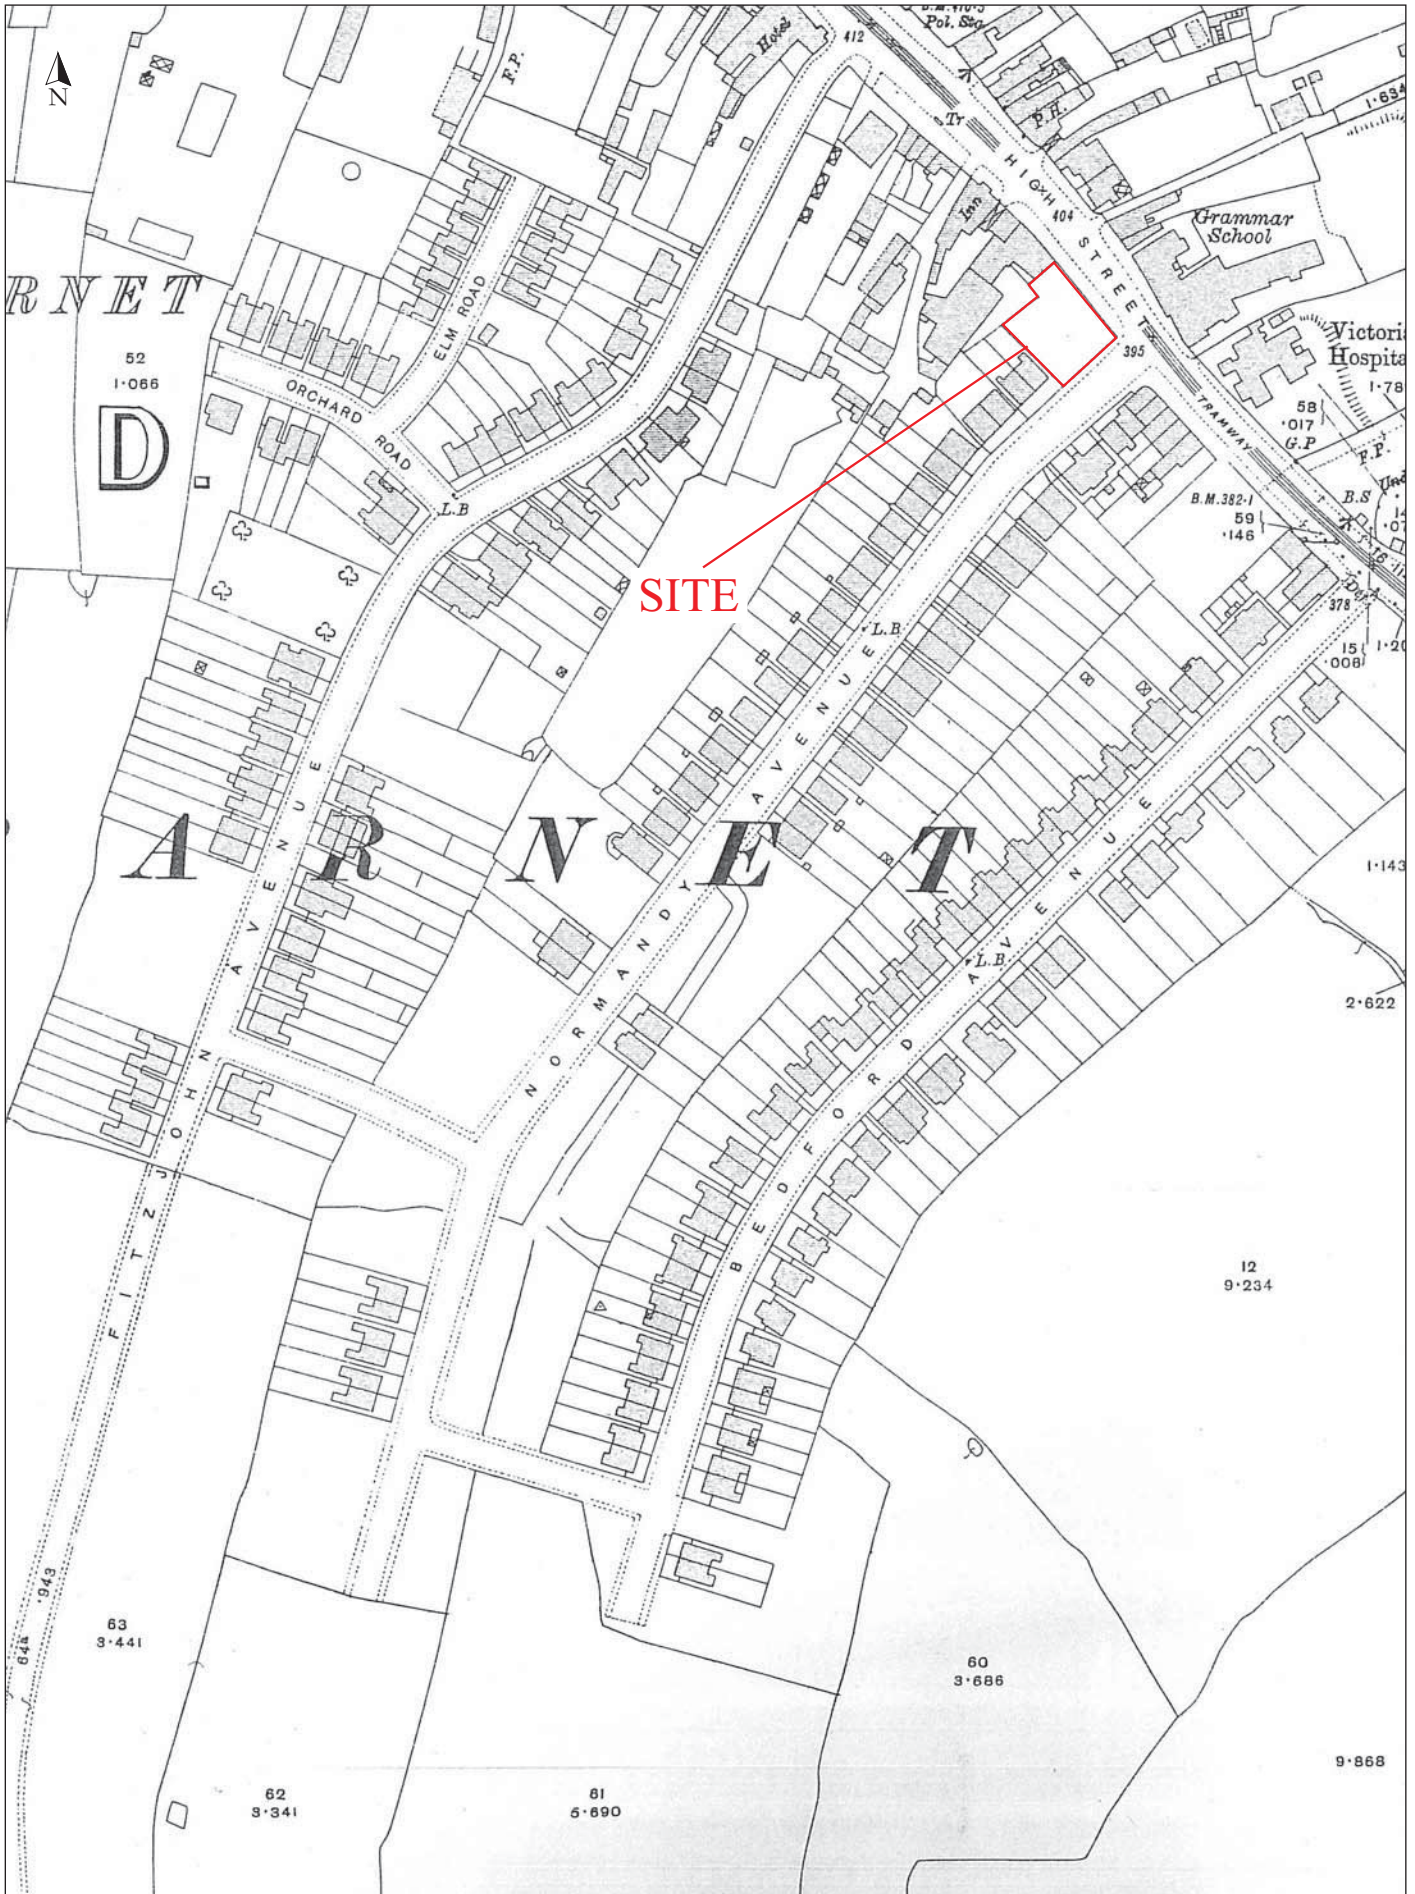 N
F.P.
Hotel
412
Pol. Sta.
Tr
P.H.
1·634
HIGH STREET
404
Inn
Grammar
School
RNET
52
1·066
D.
ELM ROAD
ORCHARD ROAD
L.B
395
Victori
Hospita
1·78
58
·017
G.P
F.P.
TRAMWAY
B.M.382·1
59
·146
B.S
SITE
L.B.
378
15
·008
1·20
ARNET
1·143
AVENUE
NORMANDY AVENUE
BEDFORD AVENUE
L.B.
2·622
FITZJOHN
12
9·234
·943
64a
63
3·441
60
3·686
62
3·341
61
5·690
9·868